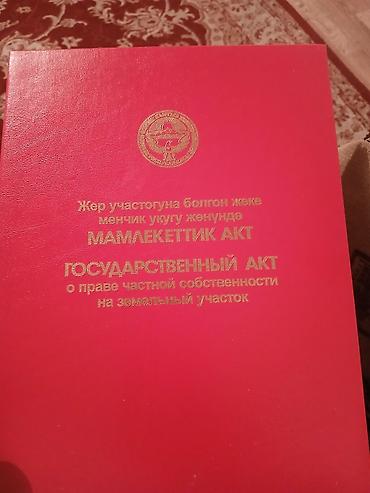 Жер участогуна болгон жеке
менчик укугу жөнүндө
МАМЛЕКЕТТИК АКТ
ГОСУДАРСТВЕННЫЙ АКТ
о праве частной собственности
на земельный участок